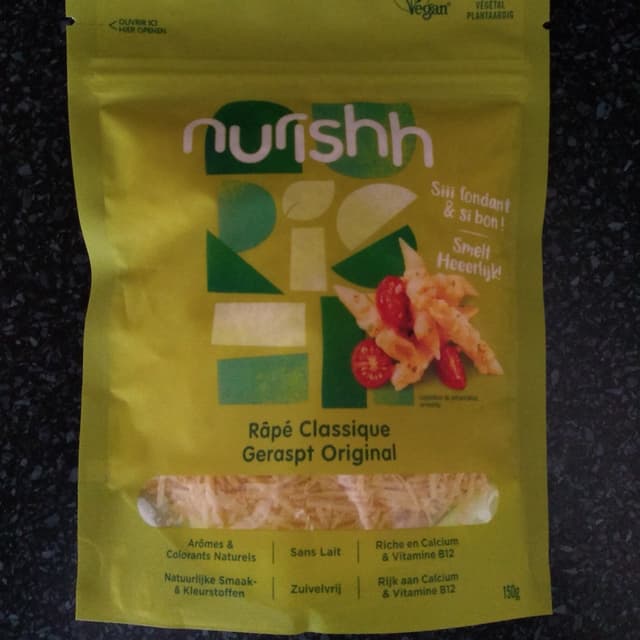 OUVRIR ICI
HIER OPENEN
Vegan
VÉGÉTAL
PLANTAARDIG
nurishh
Siii fondant
& si bon !
Smelt
Heeerlijk!
Râpé Classique
Geraspt Original
Arômes &
Colorants Naturels
Sans Lait
Riche en Calcium
& Vitamine B12
Natuurlijke Smaak-
& Kleurstoffen
Zuivelvrij
Rijk aan Calcium
& Vitamine B12
150g